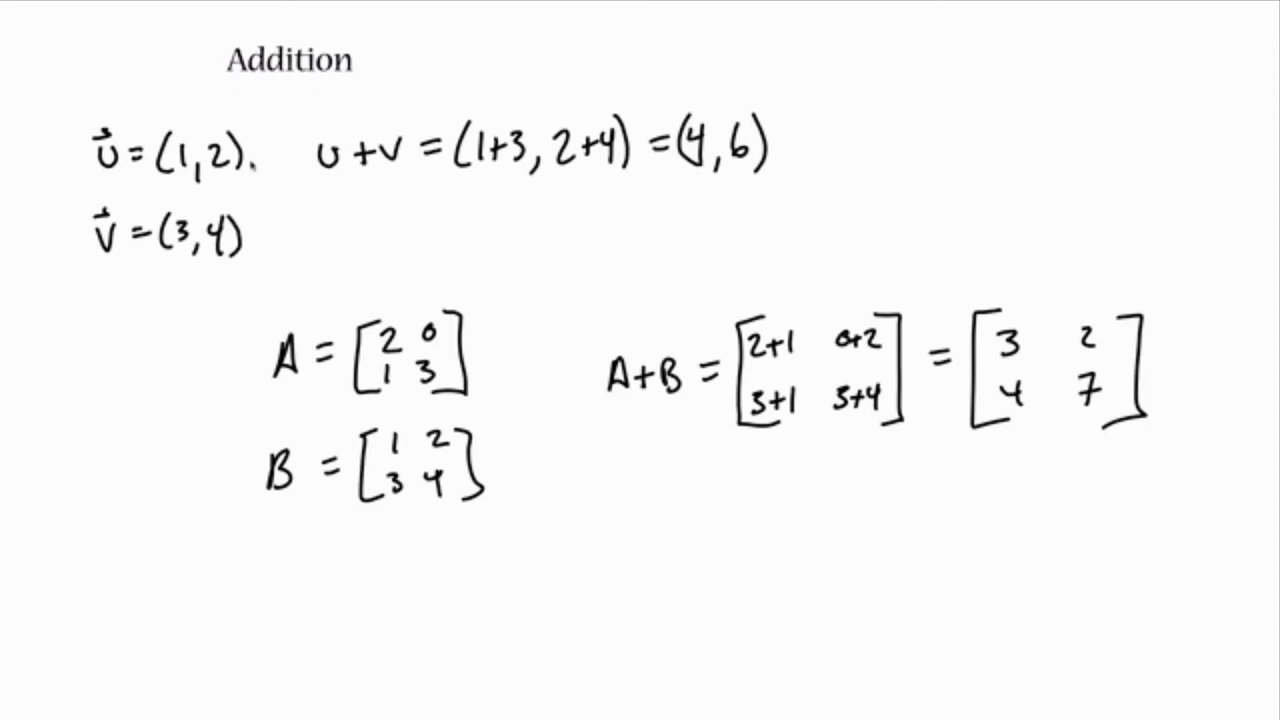 Addition
u⃗ = (1,2). u+v = (1+3, 2+4) = (4,6)
v⃗ = (3,4)
A = [2 0
1 3]
A+B = [2+1 0+2
3+1 3+4] = [3 2
4 7]
B = [1 2
3 4]